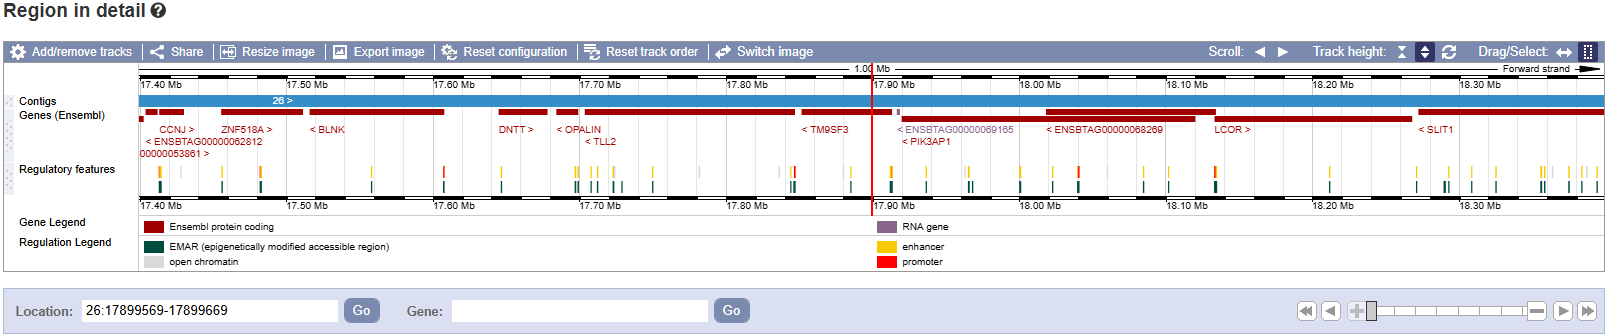 Region in detail ?
Add/remove tracks Share Resize image Export image Reset configuration Reset track order Switch image Scroll: Track height: Drag/Select:
1.00 Mb Forward strand
17.40 Mb 17.50 Mb 17.60 Mb 17.70 Mb 17.80 Mb 17.90 Mb 18.00 Mb 18.10 Mb 18.20 Mb 18.30 Mb
Contigs 26 >
Genes (Ensembl)
CCNJ > ZNF518A > < BLNK DNTT > < OPALIN < TM9SF3 < ENSBTAG00000069165 < ENSBTAG00000068269 LCOR > < SLIT1
< ENSBTAG00000062812 < TLL2 < PIK3AP1
00000053861 >
Regulatory features
17.40 Mb 17.50 Mb 17.60 Mb 17.70 Mb 17.80 Mb 17.90 Mb 18.00 Mb 18.10 Mb 18.20 Mb 18.30 Mb
Gene Legend Ensembl protein coding RNA gene
Regulation Legend EMAR (epigenetically modified accessible region) enhancer
open chromatin promoter
Location: 26:17899569-17899669 Go Gene: Go